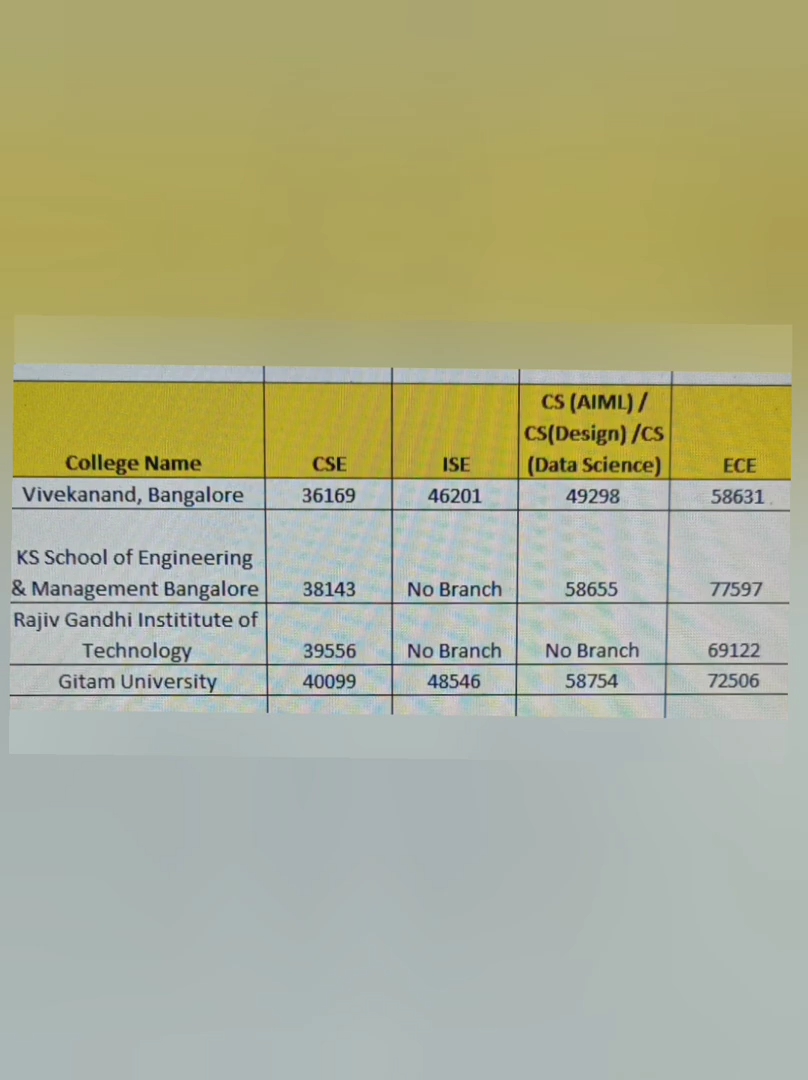 College Name CSE ISE CS (AIML) / CS(Design) /CS (Data Science) ECE
Vivekanand, Bangalore 36169 46201 49298 58631
KS School of Engineering
& Management Bangalore 38143 No Branch 58655 77597
Rajiv Gandhi Instititute of
Technology 39556 No Branch No Branch 69122
Gitam University 40099 48546 58754 72506